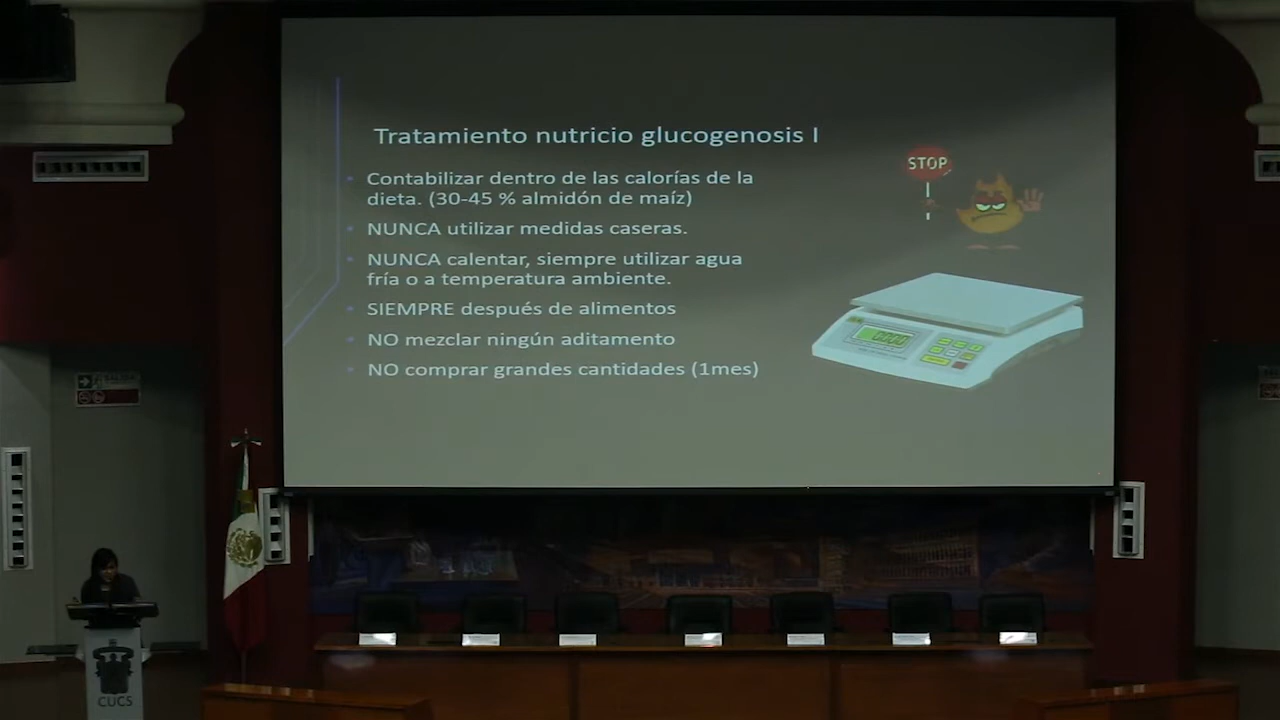 Tratamiento nutricio glucogenosis I
Contabilizar dentro de las calorías de la
dieta. (30-45 % almidón de maíz)
NUNCA utilizar medidas caseras.
NUNCA calentar, siempre utilizar agua
fría o a temperatura ambiente.
SIEMPRE después de alimentos
NO mezclar ningún aditamento
NO comprar grandes cantidades (1mes)
STOP
SALIDA
CUCS